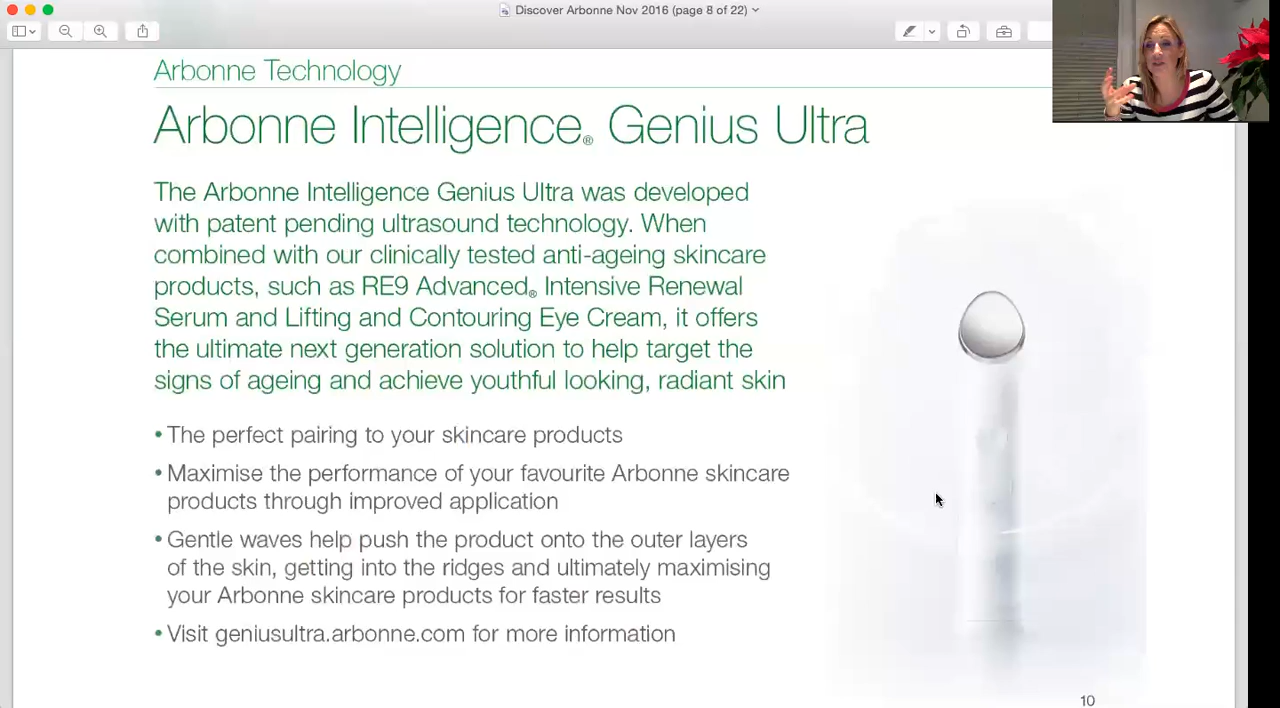 Discover Arbonne Nov 2016 (page 8 of 22)
Arbonne Technology
Arbonne Intelligence® Genius Ultra
The Arbonne Intelligence Genius Ultra was developed
with patent pending ultrasound technology. When
combined with our clinically tested anti-ageing skincare
products, such as RE9 Advanced® Intensive Renewal
Serum and Lifting and Contouring Eye Cream, it offers
the ultimate next generation solution to help target the
signs of ageing and achieve youthful looking, radiant skin
• The perfect pairing to your skincare products
• Maximise the performance of your favourite Arbonne skincare
products through improved application
• Gentle waves help push the product onto the outer layers
of the skin, getting into the ridges and ultimately maximising
your Arbonne skincare products for faster results
• Visit geniusultra.arbonne.com for more information
10